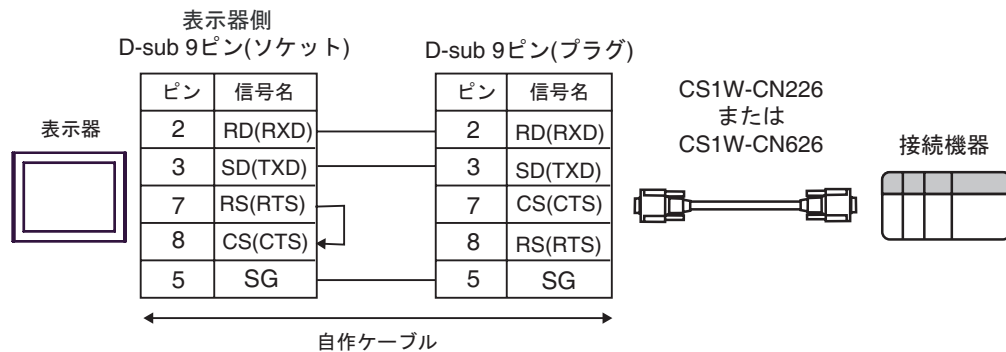 表示器側
D-sub 9ピン(ソケット)
D-sub 9ピン(プラグ)
ピン 信号名
2 RD(RXD)
3 SD(TXD)
7 RS(RTS)
8 CS(CTS)
5 SG
ピン 信号名
2 RD(RXD)
3 SD(TXD)
7 CS(CTS)
8 RS(RTS)
5 SG
表示器
CS1W-CN226
または
CS1W-CN626
接続機器
自作ケーブル